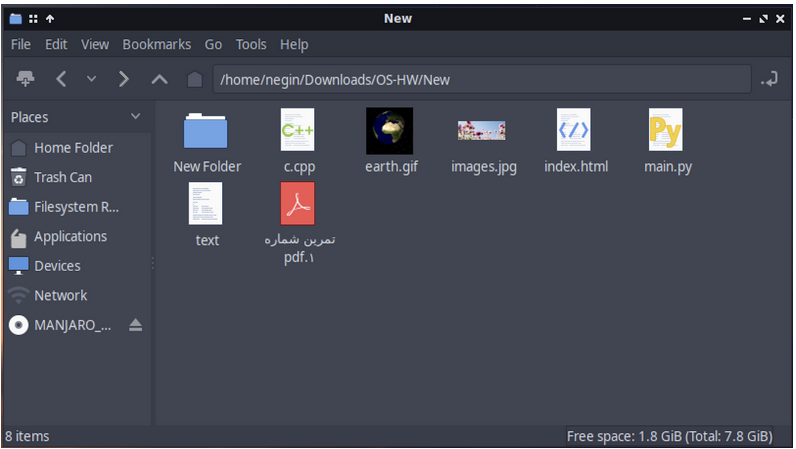 New
File Edit View Bookmarks Go Tools Help
/home/negin/Downloads/OS-HW/New
Places
Home Folder
Trash Can
Filesystem R...
Applications
Devices
Network
MANJARO_...
New Folder
C++
c.cpp
earth.gif
images.jpg
</>
index.html
Py
main.py
text
تمرین شماره
۱.pdf
8 items
Free space: 1.8 GiB (Total: 7.8 GiB)